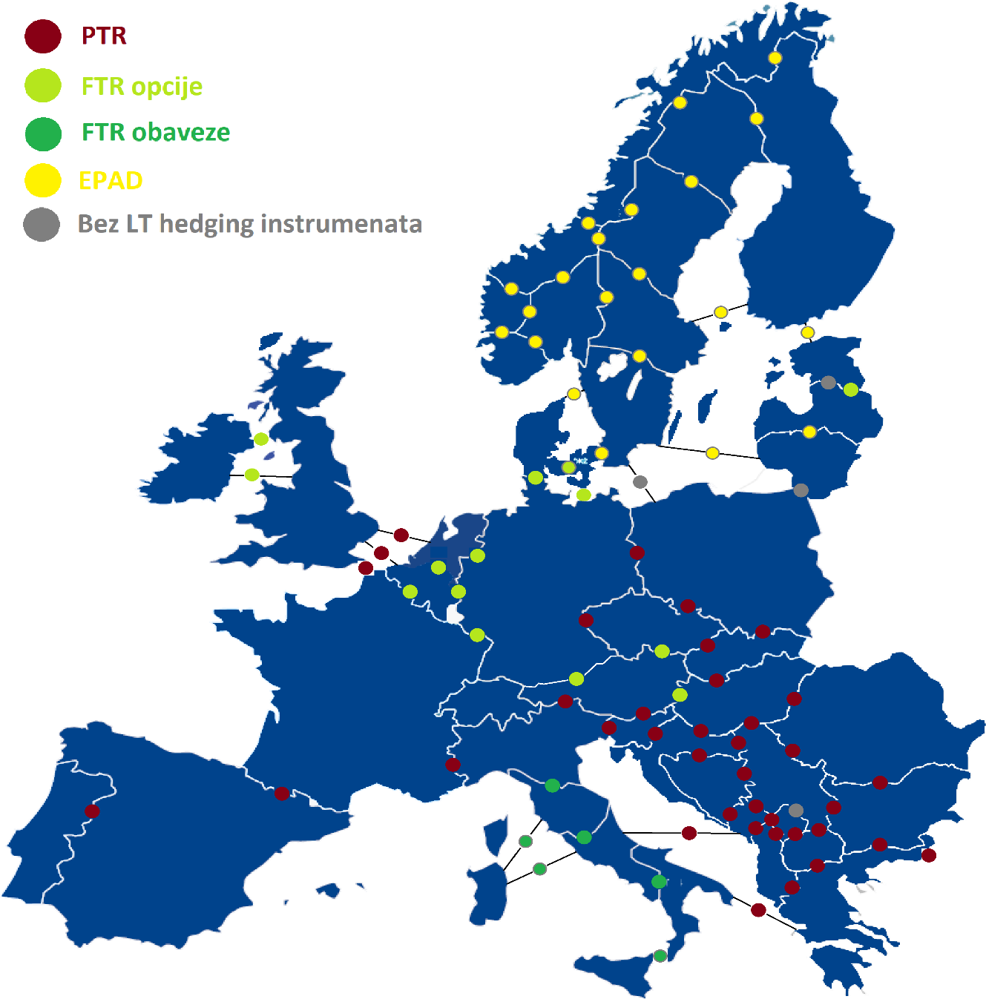 PTR
FTR opcije
FTR obaveze
EPAD
Bez LT hedging instrumenata